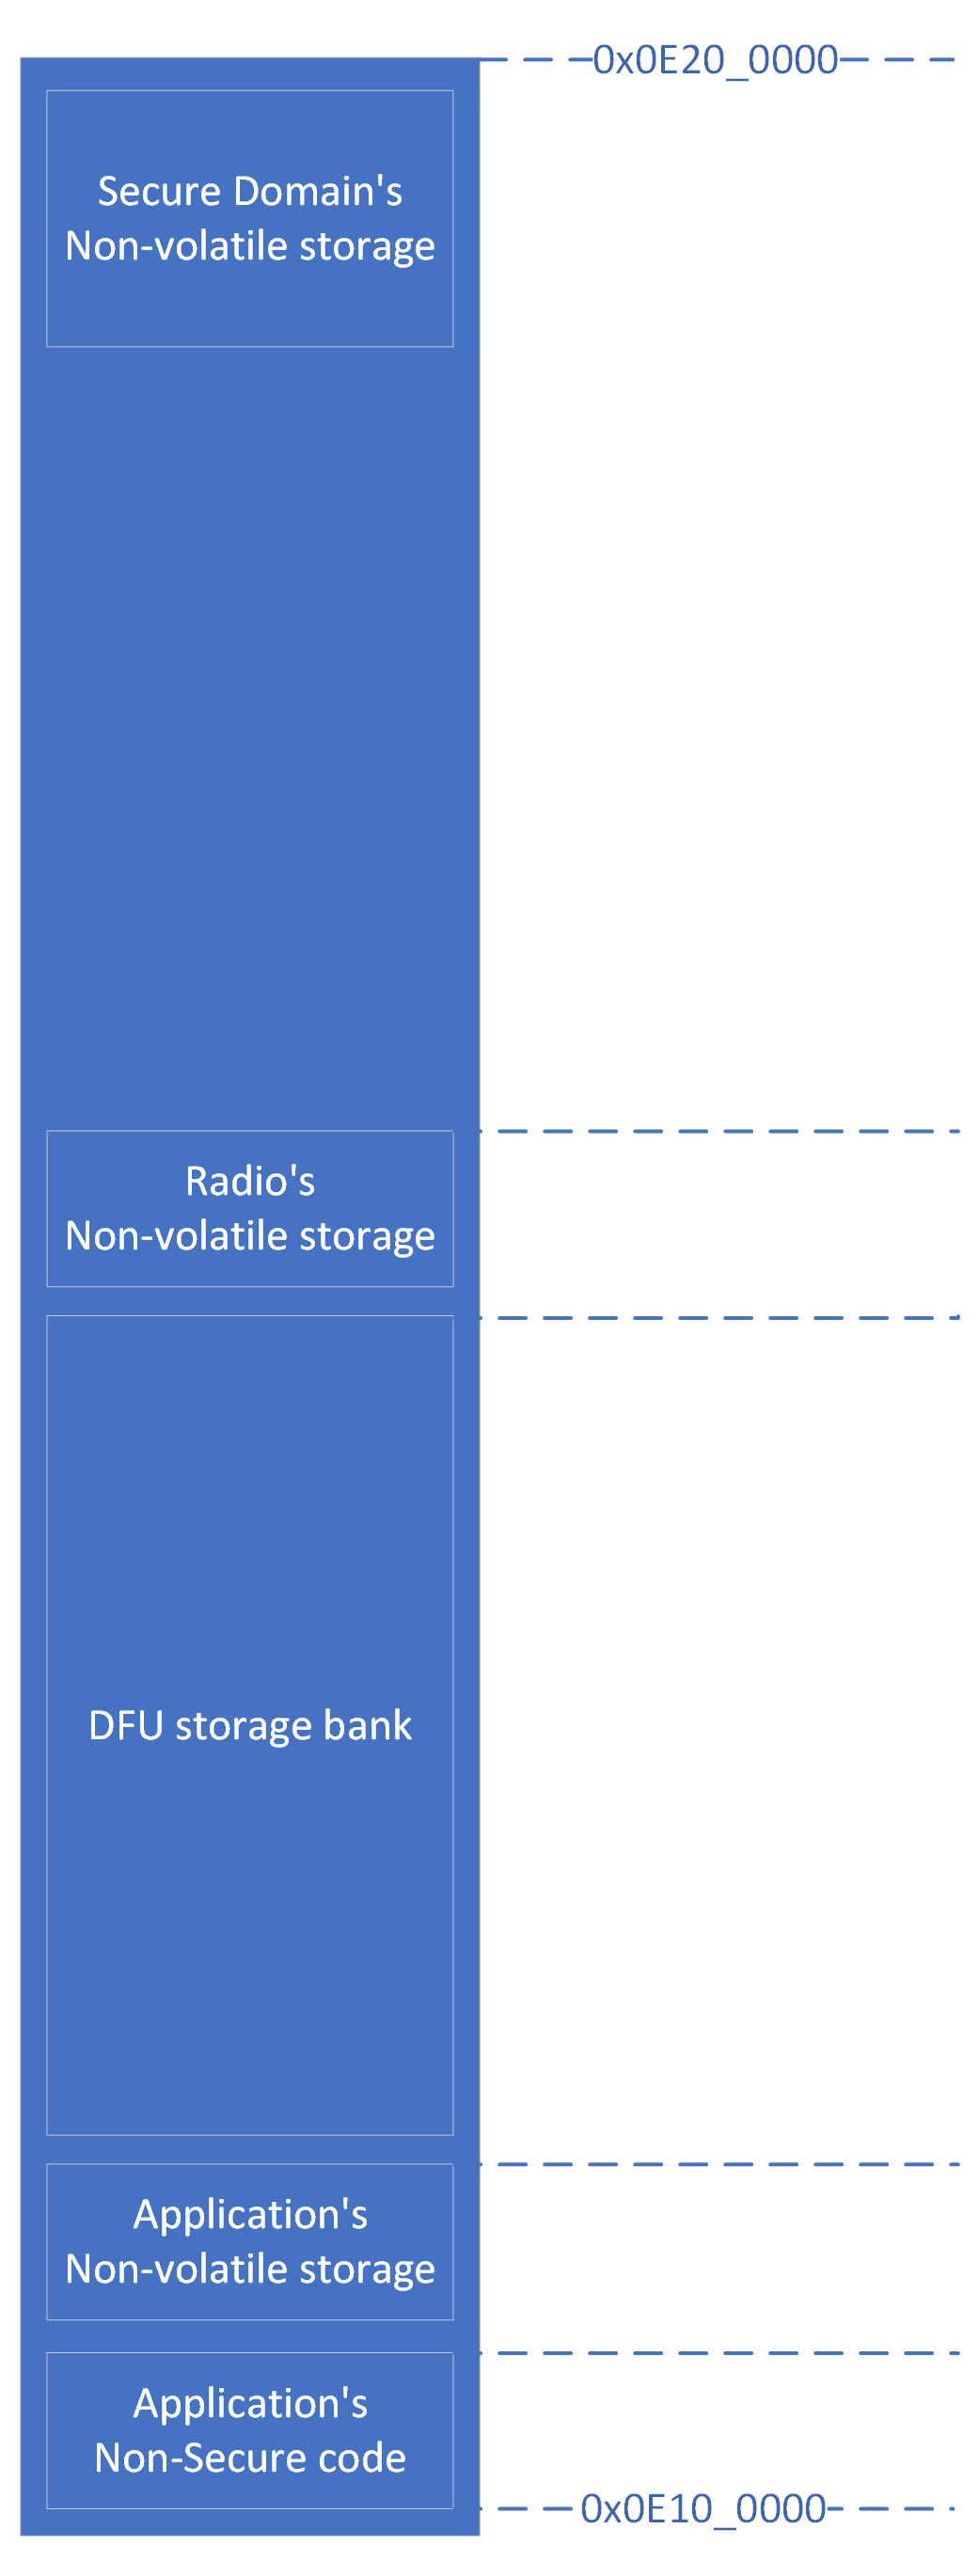 0x0E20_0000
Secure Domain's
Non-volatile storage
Radio's
Non-volatile storage
DFU storage bank
Application's
Non-volatile storage
Application's
Non-Secure code
0x0E10_0000